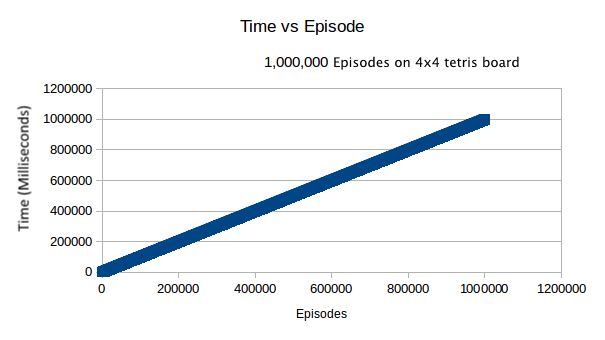 Time vs Episode
1,000,000 Episodes on 4x4 tetris board
Time (Milliseconds)
1200000
1000000
800000
600000
400000
200000
0
0 200000 400000 600000 800000 1000000 1200000
Episodes